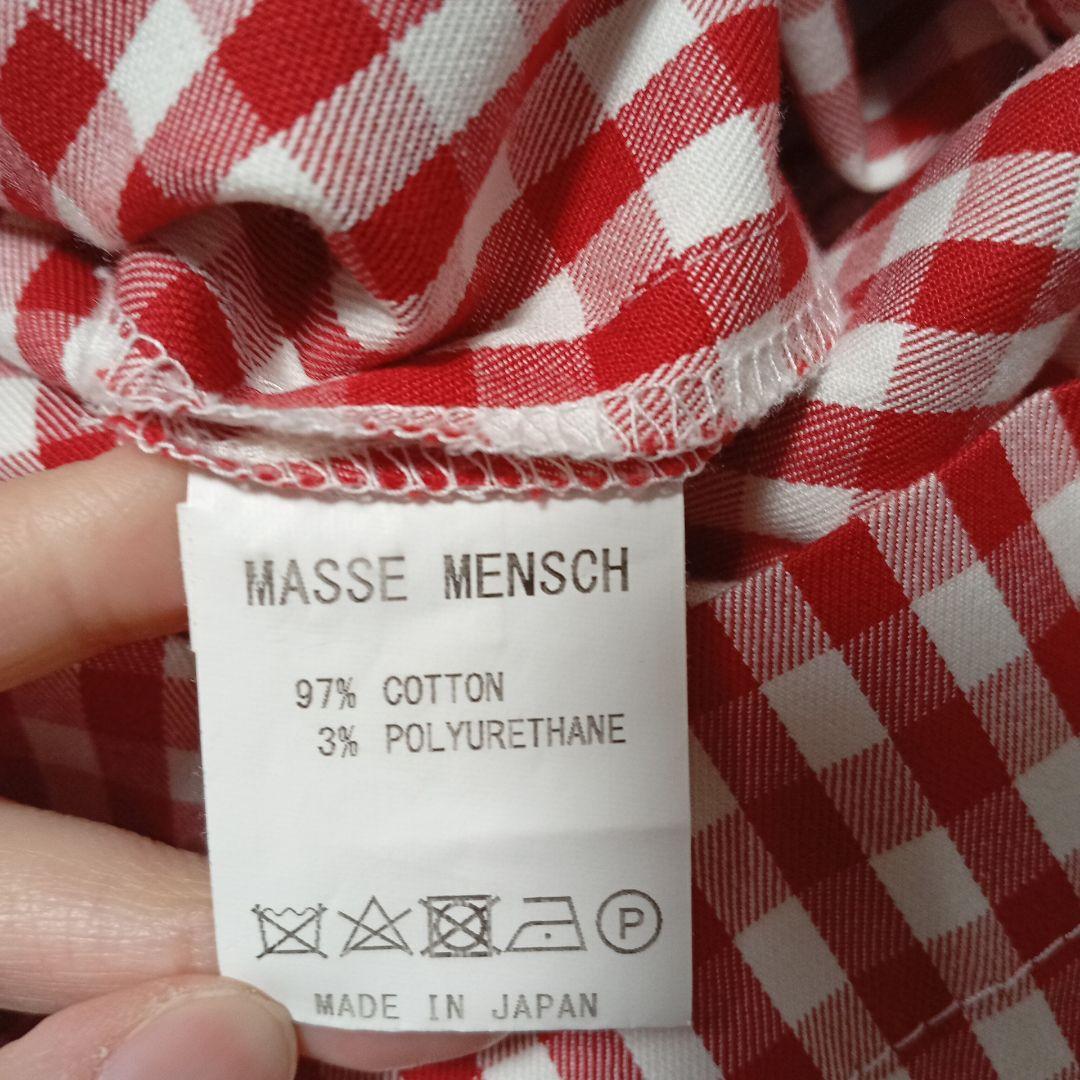 MASSE MENSCH
97% COTTON
3% POLYURETHANE
P
MADE IN JAPAN